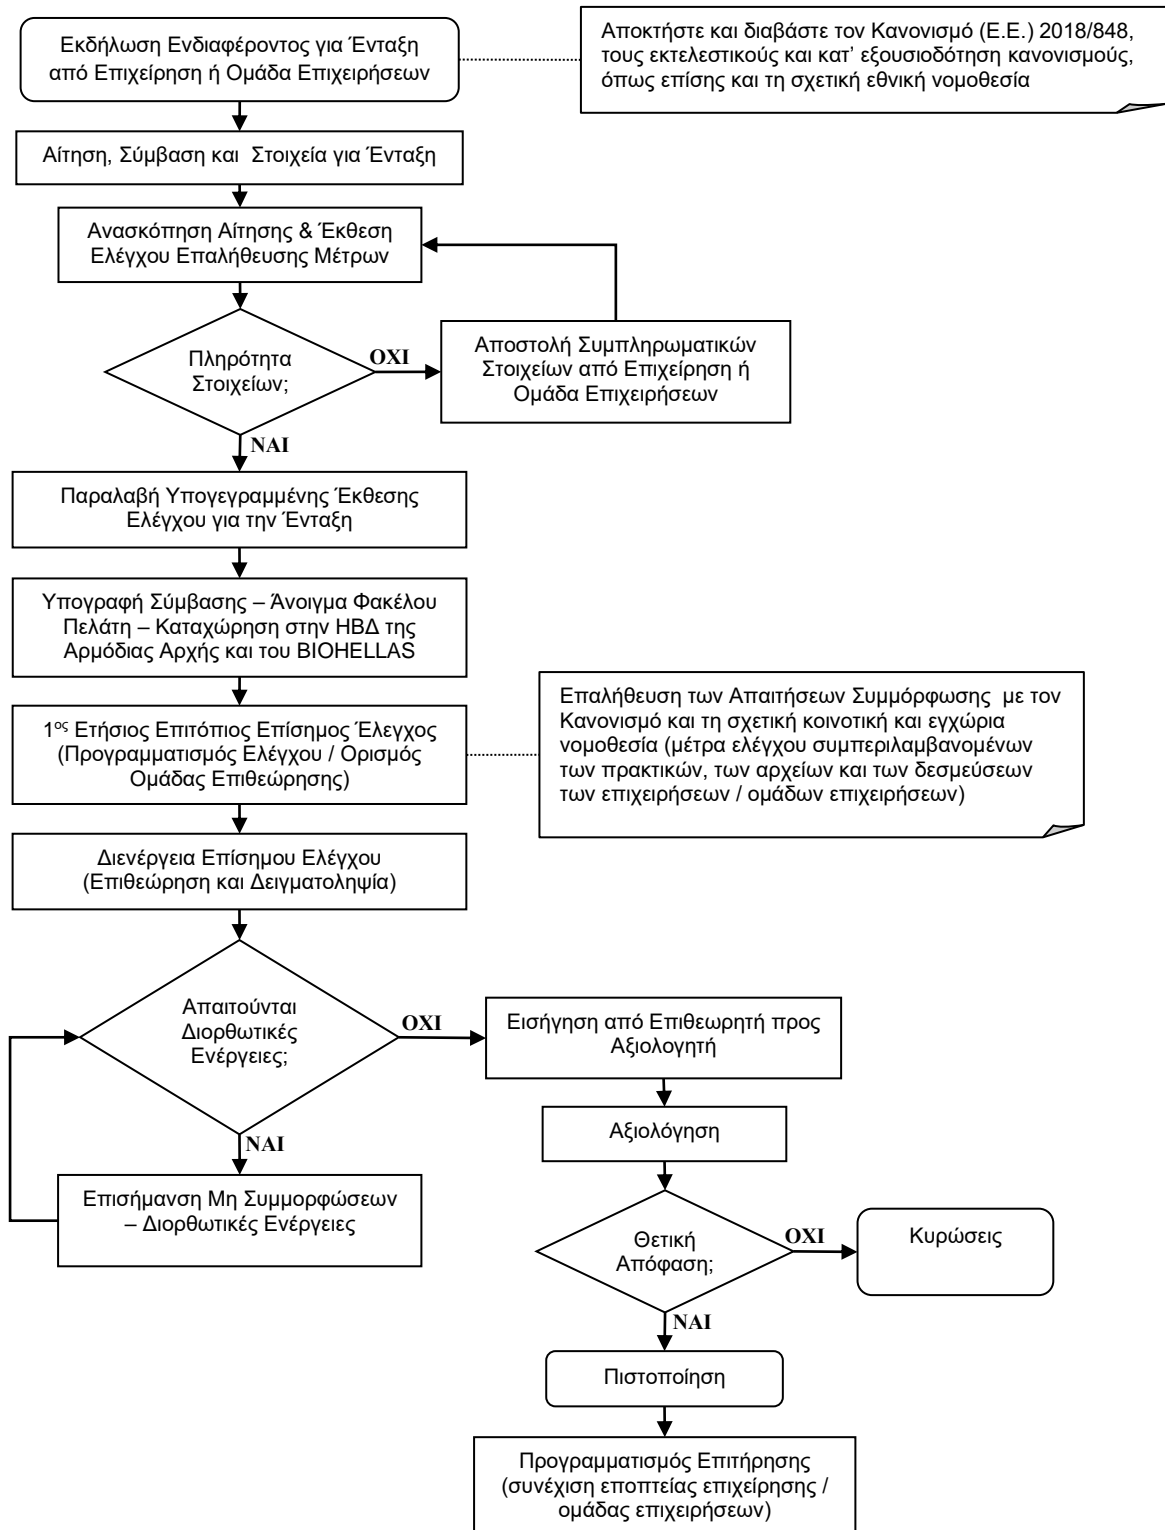 Εκδήλωση Ενδιαφέροντος για Ένταξη
από Επιχείρηση ή Ομάδα Επιχειρήσεων
Αποκτήστε και διαβάστε τον Κανονισμό (Ε.Ε.) 2018/848,
τους εκτελεστικούς και κατ’ εξουσιοδότηση κανονισμούς,
όπως επίσης και τη σχετική εθνική νομοθεσία
Αίτηση, Σύμβαση και Στοιχεία για Ένταξη
Ανασκόπηση Αίτησης & Έκθεση
Ελέγχου Επαλήθευσης Μέτρων
Πληρότητα
Στοιχείων;
ΟΧΙ
Αποστολή Συμπληρωματικών
Στοιχείων από Επιχείρηση ή
Ομάδα Επιχειρήσεων
ΝΑΙ
Παραλαβή Υπογεγραμμένης Έκθεσης
Ελέγχου για την Ένταξη
Υπογραφή Σύμβασης – Άνοιγμα Φακέλου
Πελάτη – Καταχώρηση στην ΗΒΔ της
Αρμόδιας Αρχής και του BIOHELLAS
1ος Ετήσιος Επιτόπιος Επίσημος Έλεγχος
(Προγραμματισμός Ελέγχου / Ορισμός
Ομάδας Επιθεώρησης)
Επαλήθευση των Απαιτήσεων Συμμόρφωσης με τον
Κανονισμό και τη σχετική κοινοτική και εγχώρια
νομοθεσία (μέτρα ελέγχου συμπεριλαμβανομένων
των πρακτικών, των αρχείων και των δεσμεύσεων
των επιχειρήσεων / ομάδων επιχειρήσεων)
Διενέργεια Επίσημου Ελέγχου
(Επιθεώρηση και Δειγματοληψία)
Απαιτούνται
Διορθωτικές
Ενέργειες;
ΟΧΙ
Εισήγηση από Επιθεωρητή προς
Αξιολογητή
ΝΑΙ
Αξιολόγηση
Επισήμανση Μη Συμμορφώσεων
– Διορθωτικές Ενέργειες
Θετική
Απόφαση;
ΟΧΙ
Κυρώσεις
ΝΑΙ
Πιστοποίηση
Προγραμματισμός Επιτήρησης
(συνέχιση εποπτείας επιχείρησης /
ομάδας επιχειρήσεων)